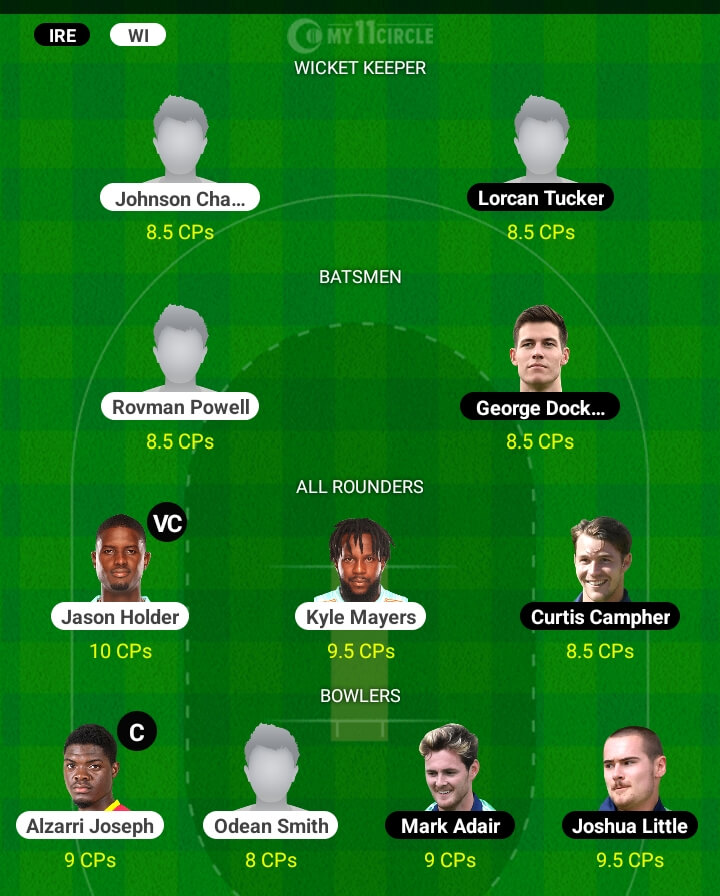 IRE WI MY11CIRCLE
WICKET KEEPER
Johnson Cha... Lorcan Tucker
8.5 CPs 8.5 CPs
BATSMEN
Rovman Powell George Dock...
8.5 CPs 8.5 CPs
ALL ROUNDERS
VC
Jason Holder Kyle Mayers Curtis Campher
10 CPs 9.5 CPs 8.5 CPs
BOWLERS
C
Alzarri Joseph Odean Smith Mark Adair Joshua Little
9 CPs 8 CPs 9 CPs 9.5 CPs